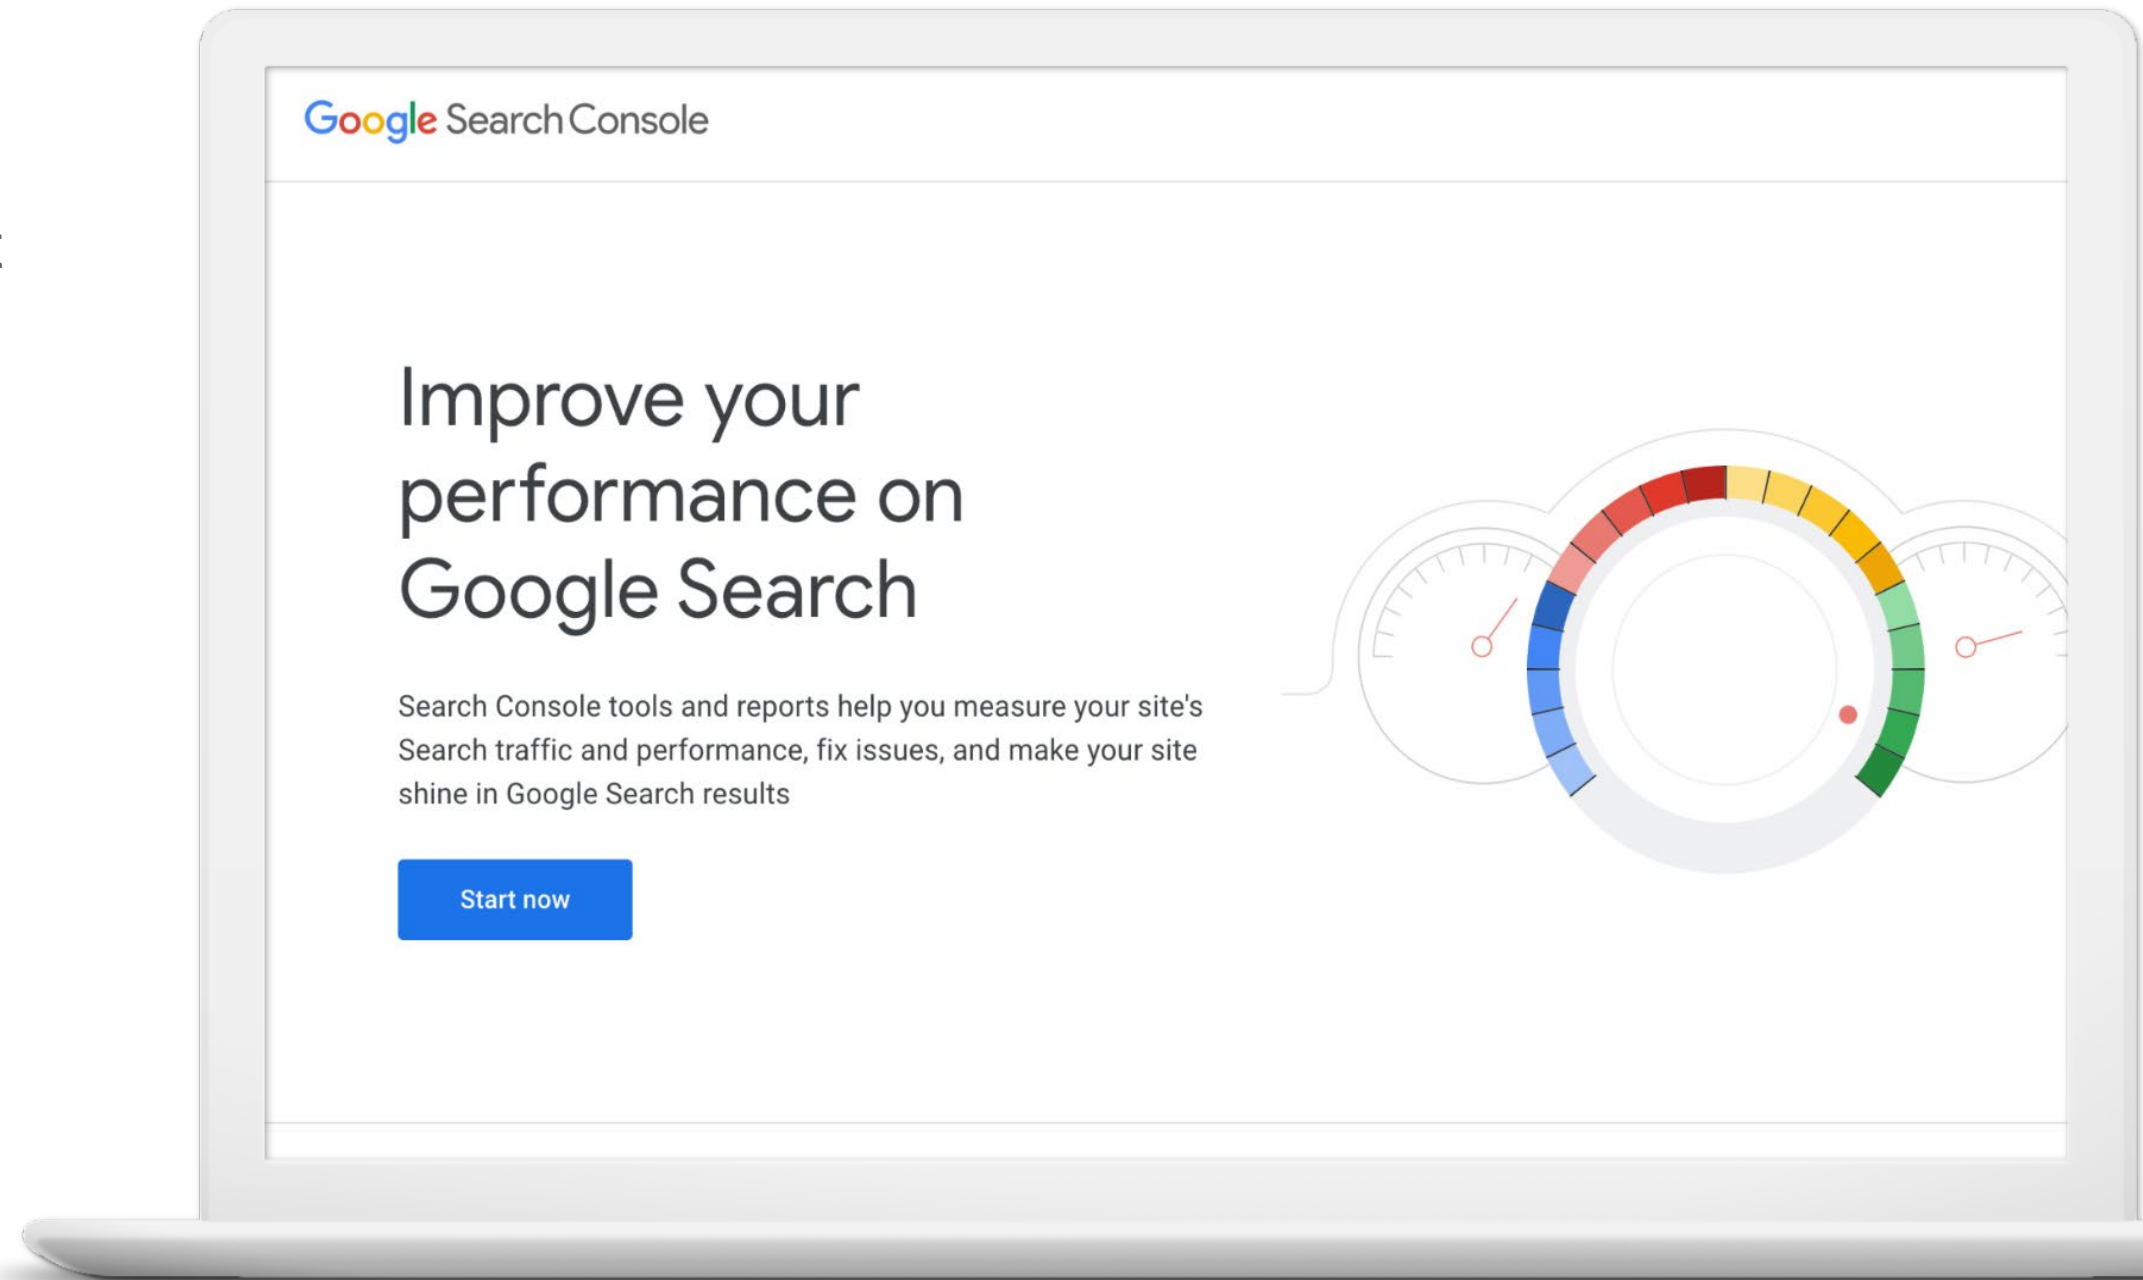 Google Search Console
Improve your
performance on
Google Search
Search Console tools and reports help you measure your site's
Search traffic and performance, fix issues, and make your site
shine in Google Search results
Start now